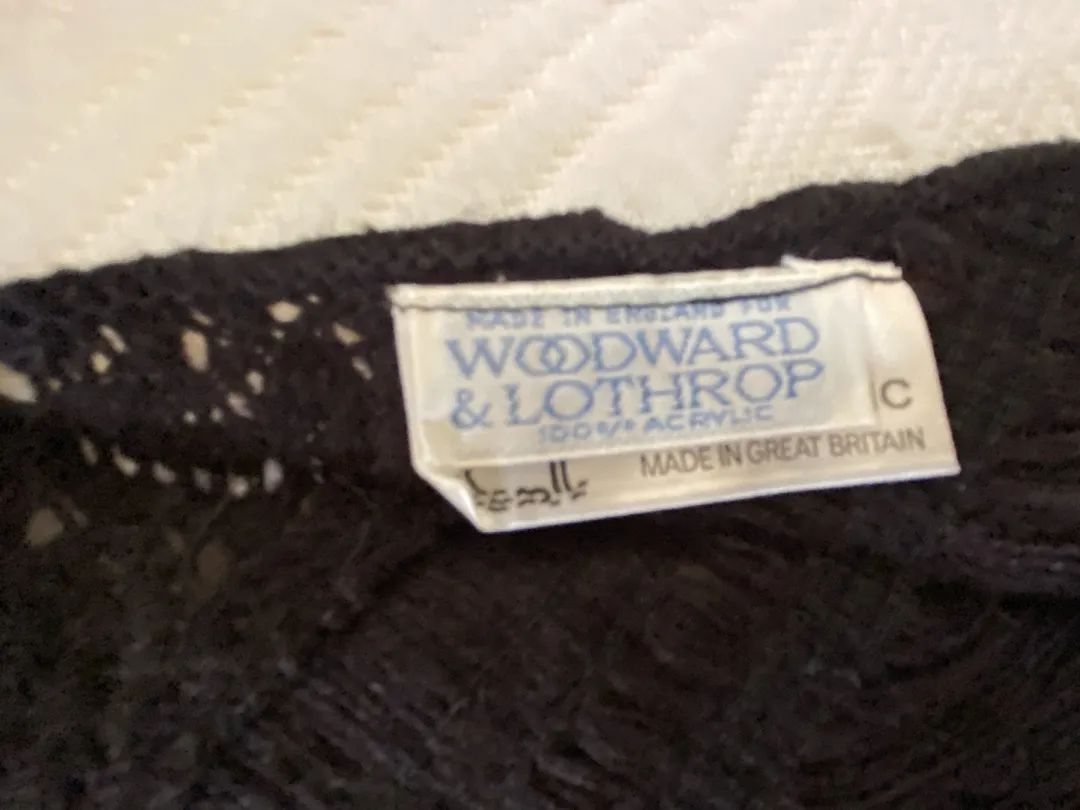 MADE IN ENGLAND FOR
WOODWARD
& LOTHROP
100% ACRYLIC
C
MADE IN GREAT BRITAIN